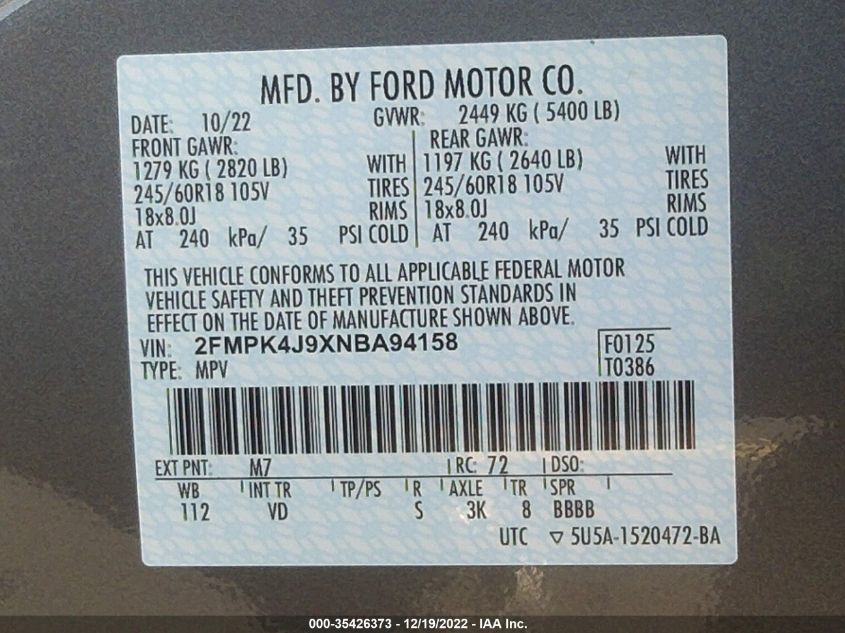 MFD. BY FORD MOTOR CO.
DATE: 10/22 GVWR: 2449 KG ( 5400 LB)
FRONT GAWR: REAR GAWR:
1279 KG ( 2820 LB) WITH 1197 KG ( 2640 LB) WITH
245/60R18 105V TIRES 245/60R18 105V TIRES
18x8.0J RIMS 18x8.0J RIMS
AT 240 kPa/ 35 PSI COLD AT 240 kPa/ 35 PSI COLD
THIS VEHICLE CONFORMS TO ALL APPLICABLE FEDERAL MOTOR
VEHICLE SAFETY AND THEFT PREVENTION STANDARDS IN
EFFECT ON THE DATE OF MANUFACTURE SHOWN ABOVE.
VIN: 2FMPK4J9XNBA94158 F0125
TYPE: MPV T0386
EXT PNT: M7 RC: 72 DSO:
WB INT TR TP/PS R AXLE TR SPR
112 VD S 3K 8 BBBB
UTC ▽ 5U5A-1520472-BA
000-35426373 - 12/19/2022 - IAA Inc.